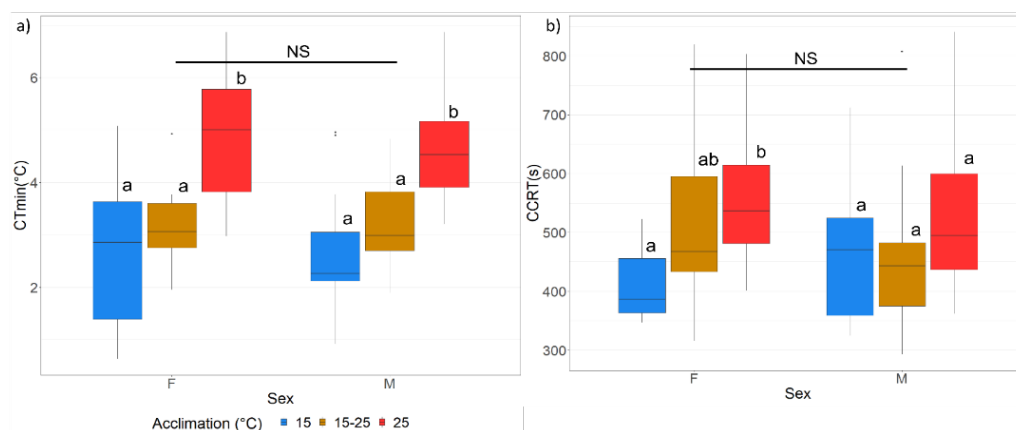 a)
NS
6
4
2
CTmin(°C)
a
a
b
a
a
b
F
M
Sex
Acclimation (°C) 15 15-25 25
b)
NS
800
700
600
500
400
300
CCRT(s)
a
ab
b
a
a
a
F
M
Sex